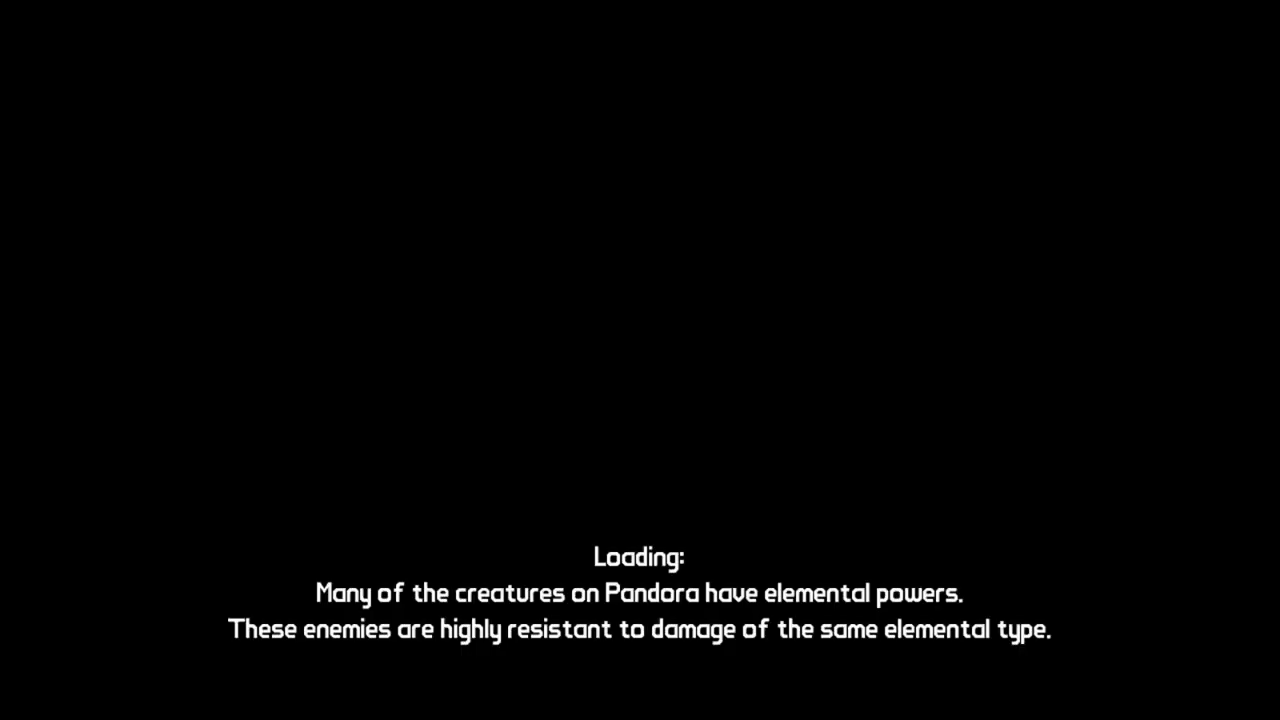 Loading:
Many of the creatures on Pandora have elemental powers.
These enemies are highly resistant to damage of the same elemental type.